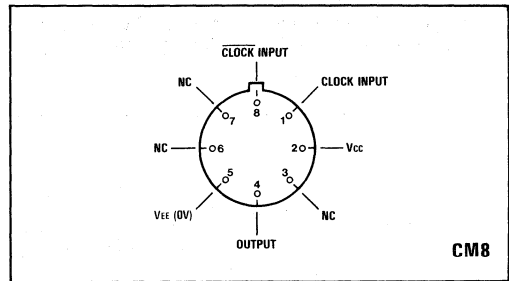 CLOCK INPUT
NC
CLOCK INPUT
8
7
1
NC
6
2
VCC
5
4
3
VEE (0V)
NC
OUTPUT
CM8